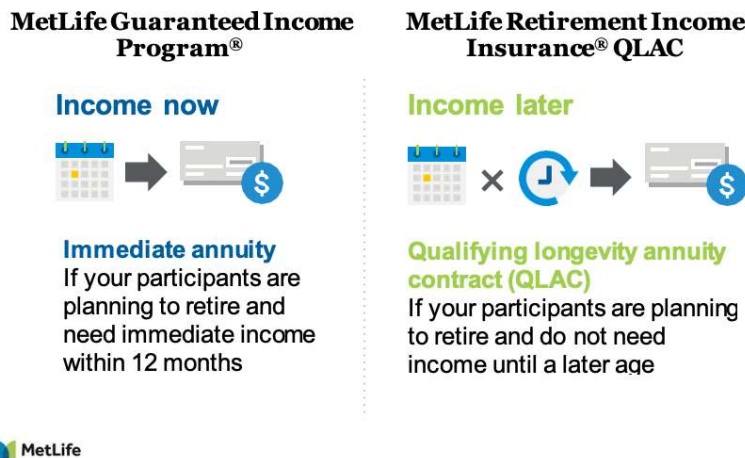 MetLife Guaranteed Income
Program®
Income now
$
Immediate annuity
If your participants are
planning to retire and
need immediate income
within 12 months
MetLife Retirement Income
Insurance® QLAC
Income later
$
Qualifying longevity annuity
contract (QLAC)
If your participants are planning
to retire and do not need
income until a later age
MetLife